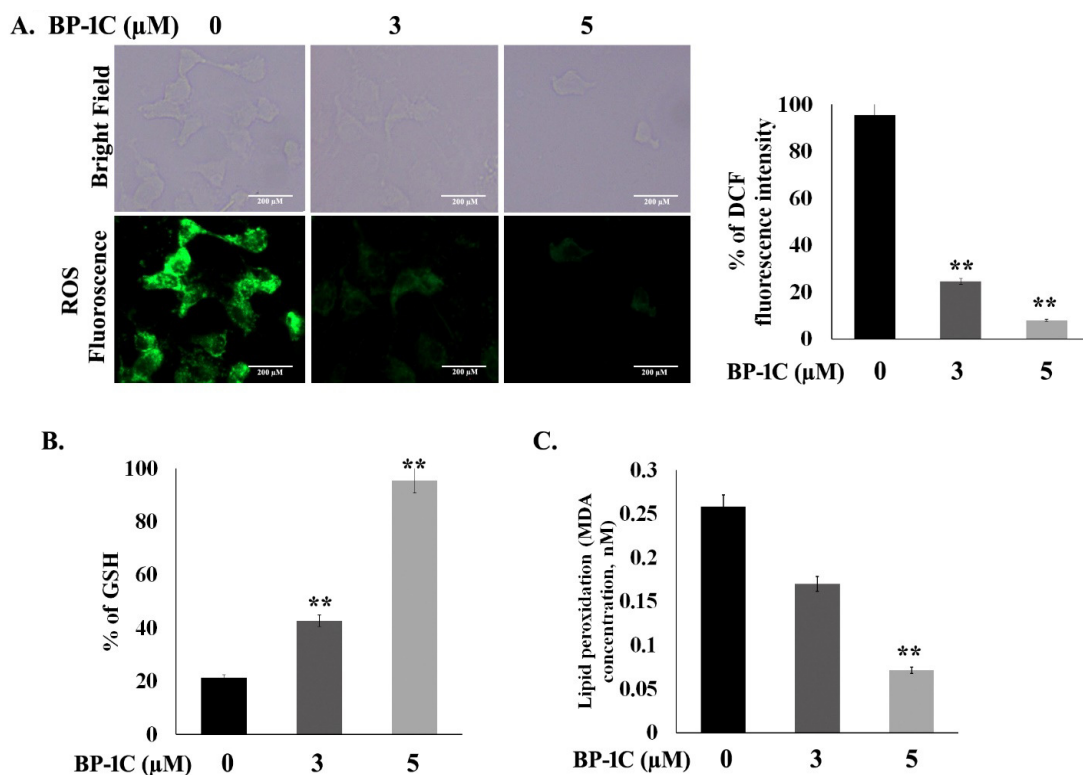 A. BP-1C (µM) 0 3 5
Bright Field
200 µM 200 µM 200 µM
ROS
Fluoroscence
200 µM 200 µM 200 µM
% of DCF
fluorescence intensity
100
80
60
40
20
0
**
**
BP-1C (µM) 0 3 5
B.
% of GSH
100
80
60
40
20
0
**
**
BP-1C (µM) 0 3 5
C.
Lipid peroxidation (MDA
concentration, nM)
0.3
0.25
0.2
0.15
0.1
0.05
0
**
BP-1C (µM) 0 3 5